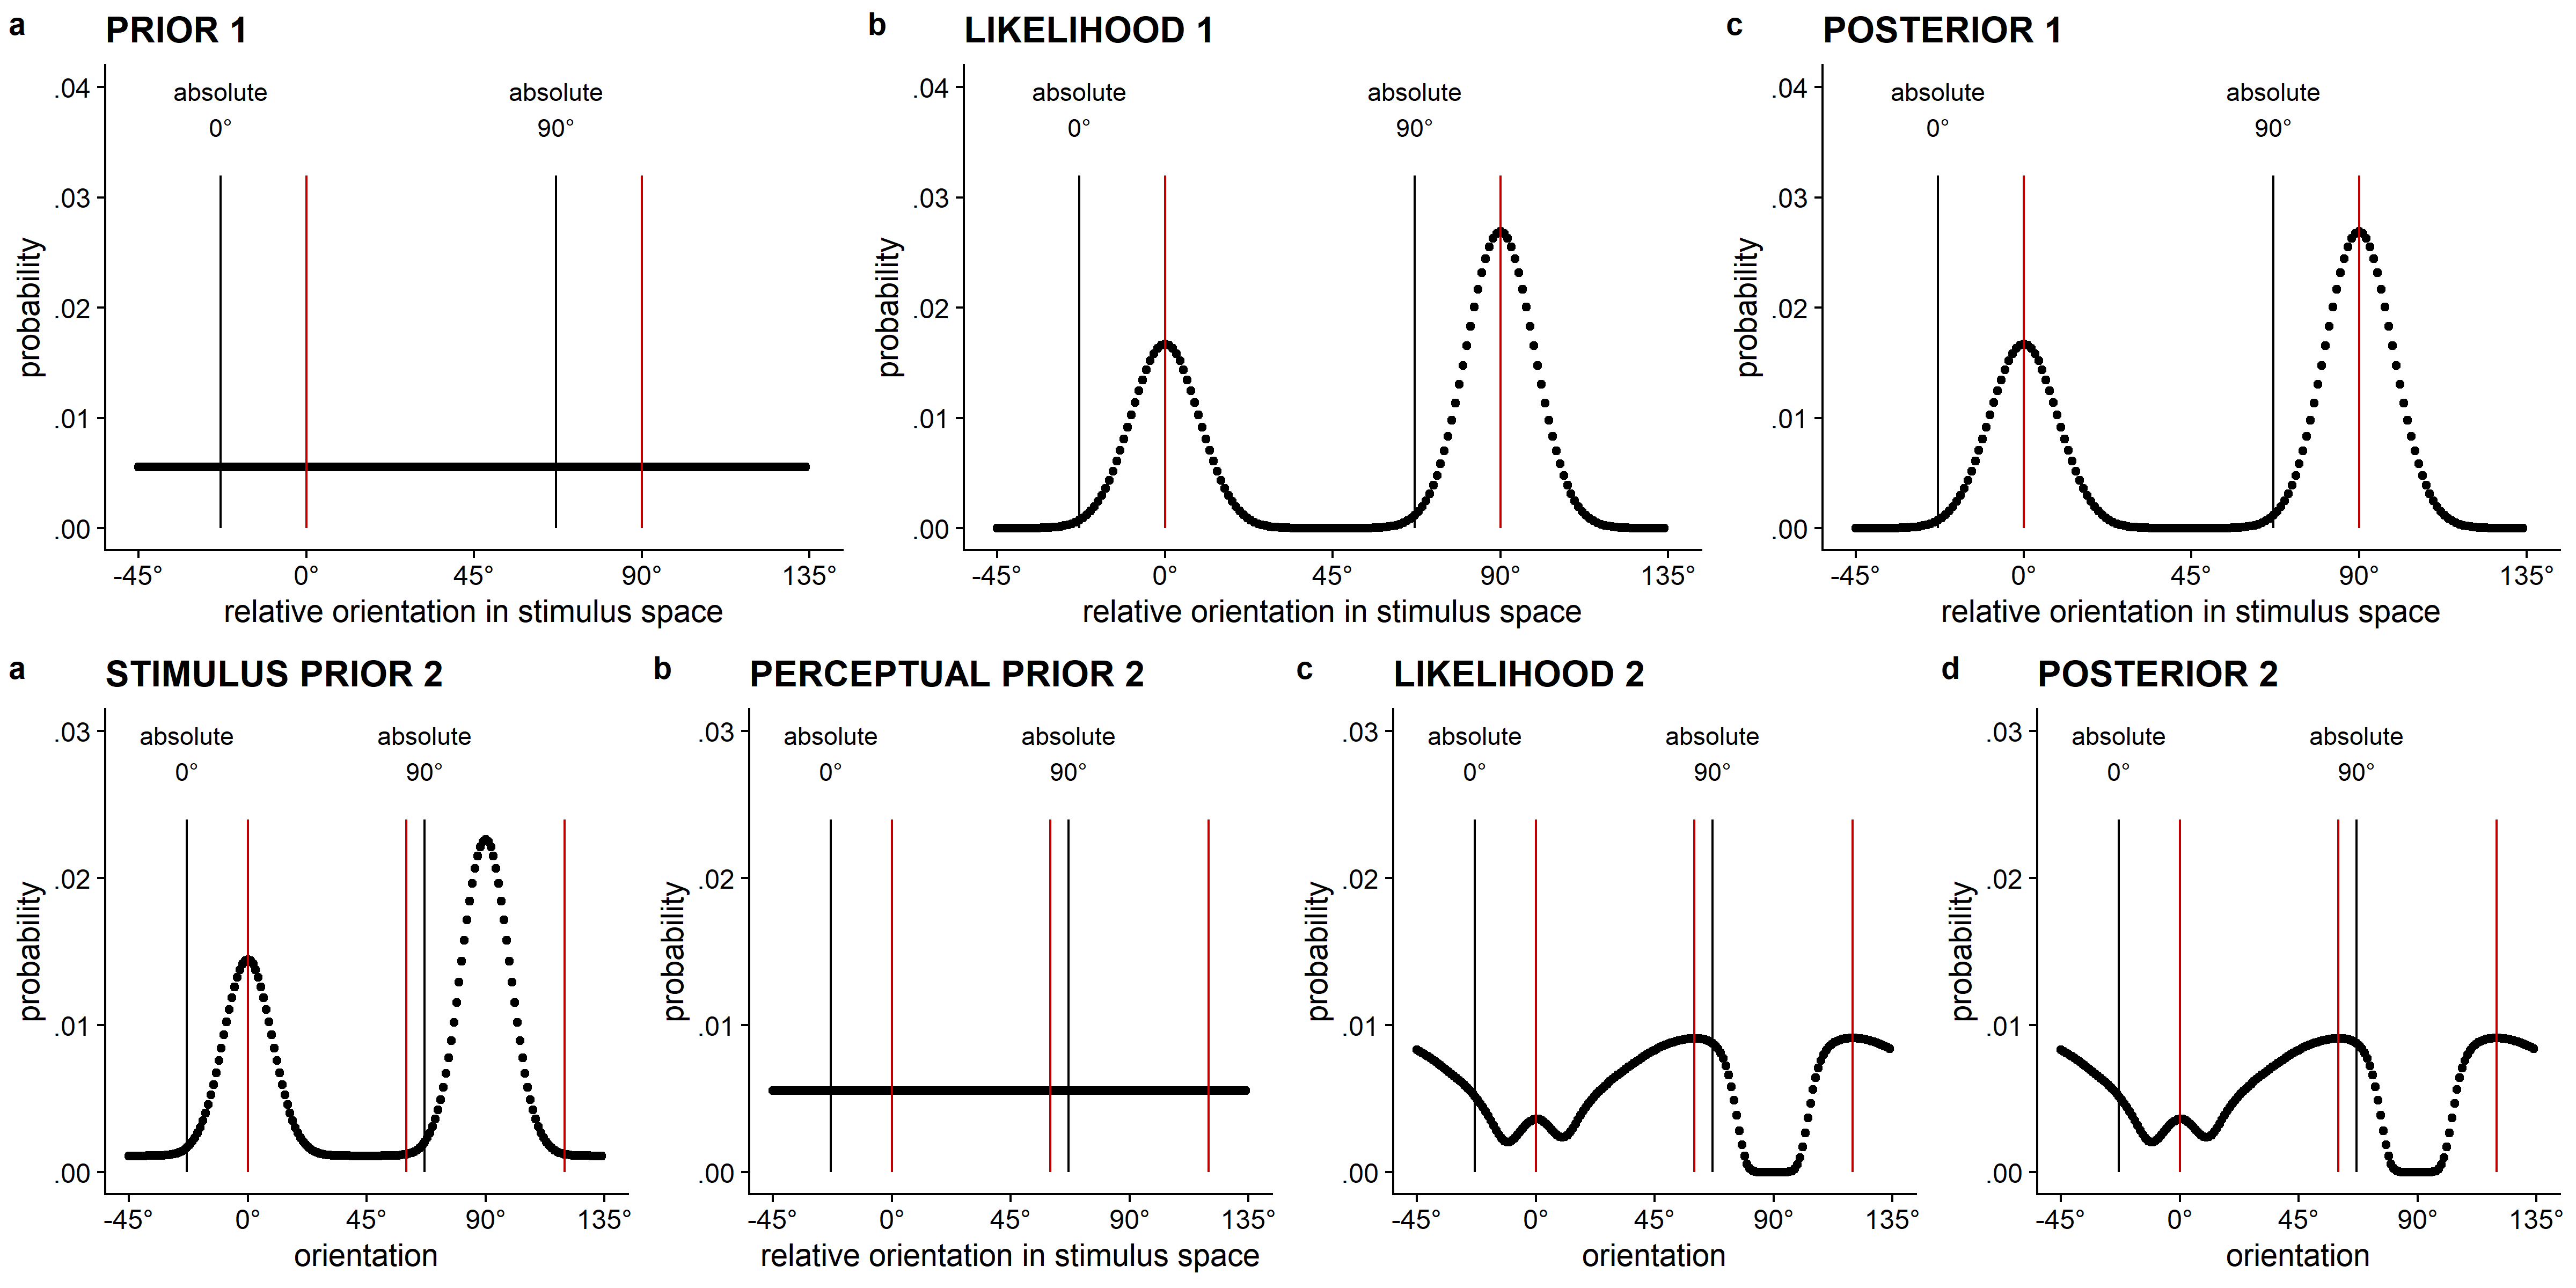 a PRIOR 1
.04
.03
.02
.01
.00
probability
absolute
0°
absolute
90°
-45° 0° 45° 90° 135°
relative orientation in stimulus space
b LIKELIHOOD 1
.04
.03
.02
.01
.00
probability
absolute
0°
absolute
90°
-45° 0° 45° 90° 135°
relative orientation in stimulus space
c POSTERIOR 1
.04
.03
.02
.01
.00
probability
absolute
0°
absolute
90°
-45° 0° 45° 90° 135°
relative orientation in stimulus space
a STIMULUS PRIOR 2
.03
.02
.01
.00
probability
absolute
0°
absolute
90°
-45° 0° 45° 90° 135°
orientation
b PERCEPTUAL PRIOR 2
.03
.02
.01
.00
probability
absolute
0°
absolute
90°
-45° 0° 45° 90° 135°
relative orientation in stimulus space
c LIKELIHOOD 2
.03
.02
.01
.00
probability
absolute
0°
absolute
90°
-45° 0° 45° 90° 135°
orientation
d POSTERIOR 2
.03
.02
.01
.00
probability
absolute
0°
absolute
90°
-45° 0° 45° 90° 135°
orientation